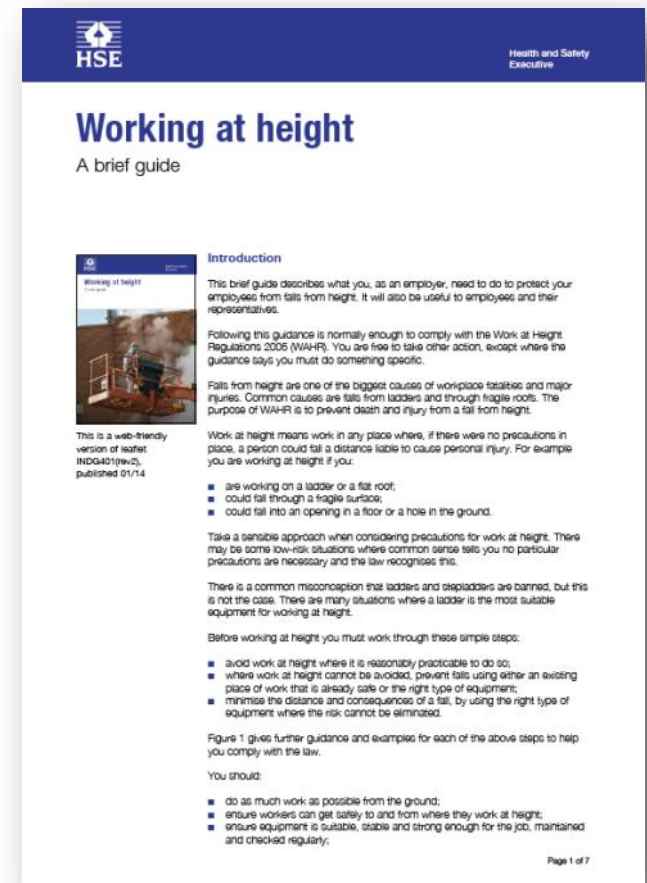 HSE
Health and Safety
Executive
Working at height
A brief guide
HSE
Working at height
This is a web-friendly
version of leaflet
INDG401(rev2),
published 01/14
Introduction
This brief guide describes what you, as an employer, need to do to protect your
employees from falls from height. It will also be useful to employees and their
representatives.
Following this guidance is normally enough to comply with the Work at Height
Regulations 2005 (WAHR). You are free to take other action, except where the
guidance says you must do something specific.
Falls from height are one of the biggest causes of workplace fatalities and major
injuries. Common causes are falls from ladders and through fragile roofs. The
purpose of WAHR is to prevent death and injury from a fall from height.
Work at height means work in any place where, if there were no precautions in
place, a person could fall a distance liable to cause personal injury. For example
you are working at height if you:
■ are working on a ladder or a flat roof;
■ could fall through a fragile surface;
■ could fall into an opening in a floor or a hole in the ground.
Take a sensible approach when considering precautions for work at height. There
may be some low-risk situations where common sense tells you no particular
precautions are necessary and the law recognises this.
There is a common misconception that ladders and stepladders are banned, but this
is not the case. There are many situations where a ladder is the most suitable
equipment for working at height.
Before working at height you must work through these simple steps:
■ avoid work at height where it is reasonably practicable to do so;
■ where work at height cannot be avoided, prevent falls using either an existing
place of work that is already safe or the right type of equipment;
■ minimise the distance and consequences of a fall, by using the right type of
equipment where the risk cannot be eliminated.
Figure 1 gives further guidance and examples for each of the above steps to help
you comply with the law.
You should:
■ do as much work as possible from the ground;
■ ensure workers can get safely to and from where they work at height;
■ ensure equipment is suitable, stable and strong enough for the job, maintained
and checked regularly;
Page 1 of 7